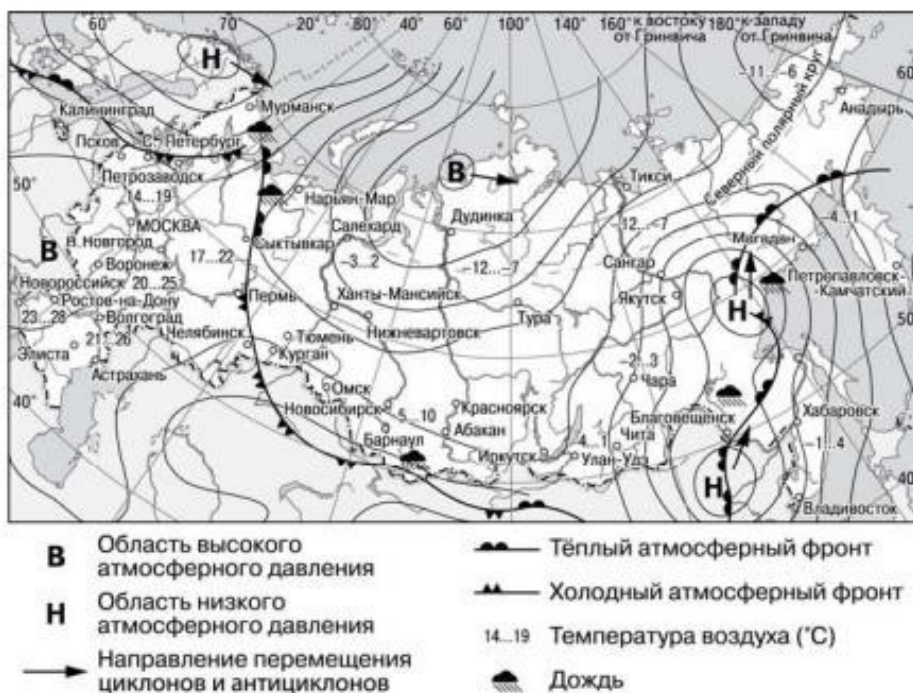 60° 70° 80° 100° 120° 140° 160° к востоку 180° к западу
от Гринвича от Гринвича
Н
–11...–6
60°
Калининград
Мурманск
Северный полярный круг
Анадырь
Псков С. Петербург
50°
Петрозаводск
В
Тикси
14...19
Нарьян-Мар
МОСКВА
Салехард
Дудинка
–12...–7
–4...1
В
Н.Новгород
17...22
Сыктывкар
–3...2
Магадан
Воронеж
–12...–7
Сангар
Новороссийск 20...25
Петропавловск-
-Камчатский
Ростов-на-Дону
Пермь
Ханты-Мансийск
Якутск
Н
23...28
Волгоград
Тура
50°
Челябинск
Тюмень
Нижневартовск
21...26
Курган
–2...3
Элиста
Астрахань
Омск
Чара
Красноярск
Благовещенск
Хабаровск
40°
Новосибирск
5...10
Барнаул
Абакан
Иркутск
–4...1
Чита
Улан-Удэ
–1...4
Н
40°
Владивосток
В Область высокого
атмосферного давления
Н Область низкого
атмосферного давления
Направление перемещения
циклонов и антициклонов
Тёплый атмосферный фронт
Холодный атмосферный фронт
14...19 Температура воздуха (°С)
Дождь